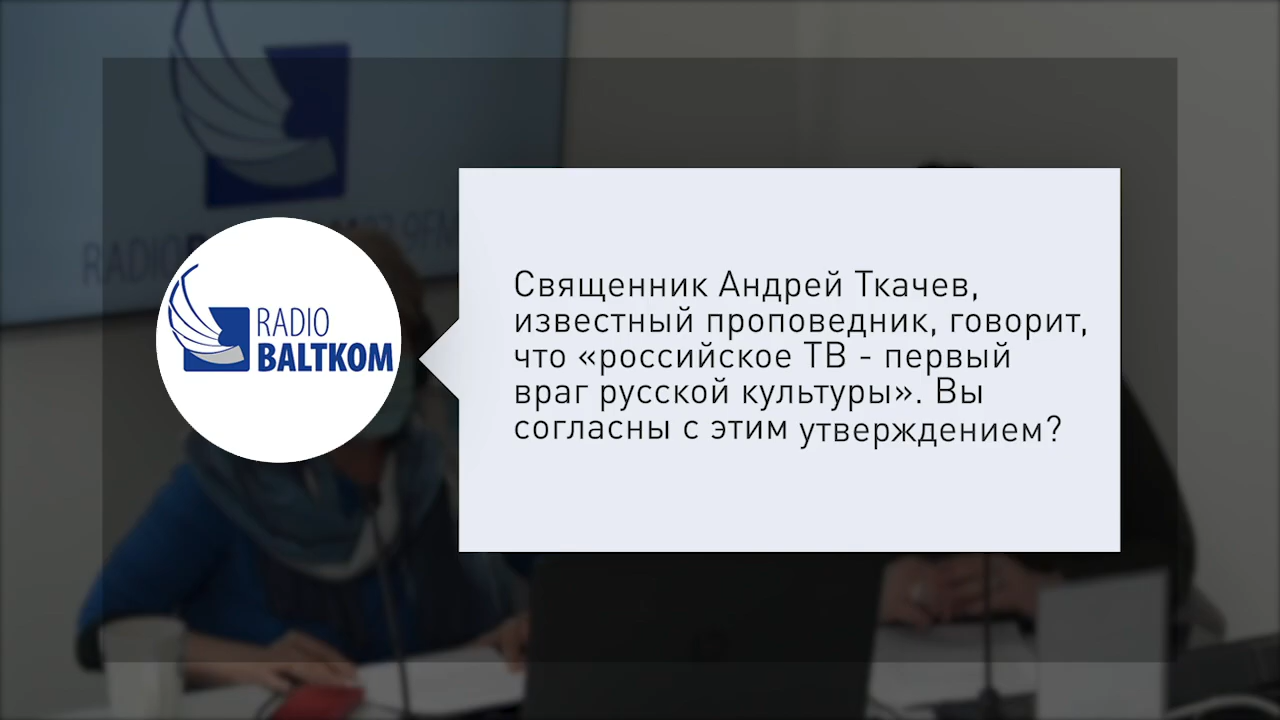 RADIO
RADIO
BALTKOM
Священник Андрей Ткачев,
известный проповедник, говорит,
что «российское ТВ - первый
враг русской культуры». Вы
согласны с этим утверждением?